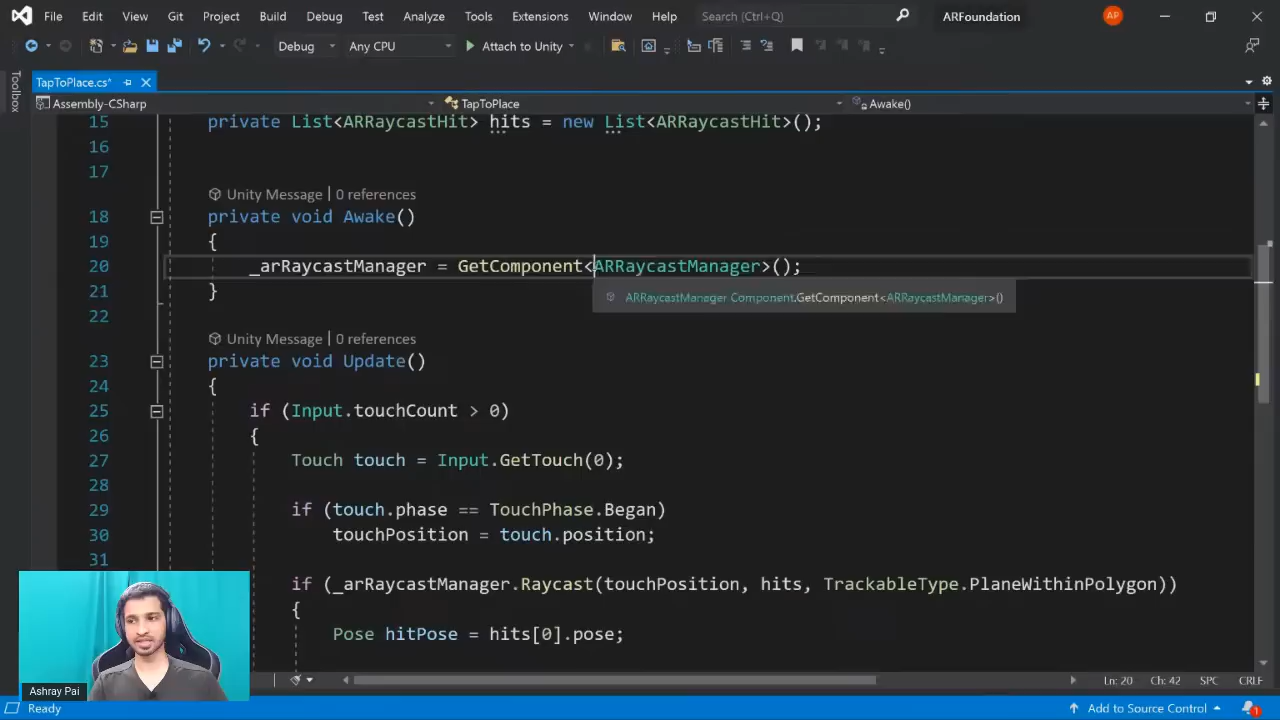 File Edit View Git Project Build Debug Test Analyze Tools Extensions Window Help Search (Ctrl+Q) ARFoundation AP
Debug Any CPU Attach to Unity
Toolbox
TapToPlace.cs*
Assembly-CSharp TapToPlace Awake()
15 private List<ARRaycastHit> hits = new List<ARRaycastHit>();
16
17
Unity Message | 0 references
18 private void Awake()
19 {
20 _arRaycastManager = GetComponent<ARRaycastManager>();
ARRaycastManager Component.GetComponent<ARRaycastManager>()
21 }
22
Unity Message | 0 references
23 private void Update()
24 {
25 if (Input.touchCount > 0)
26 {
27 Touch touch = Input.GetTouch(0);
28
29 if (touch.phase == TouchPhase.Began)
30 touchPosition = touch.position;
31
if (_arRaycastManager.Raycast(touchPosition, hits, TrackableType.PlaneWithinPolygon))
{
Pose hitPose = hits[0].pose;
Ashray Pai
Ln: 20 Ch: 42 SPC CRLF
Ready Add to Source Control 1